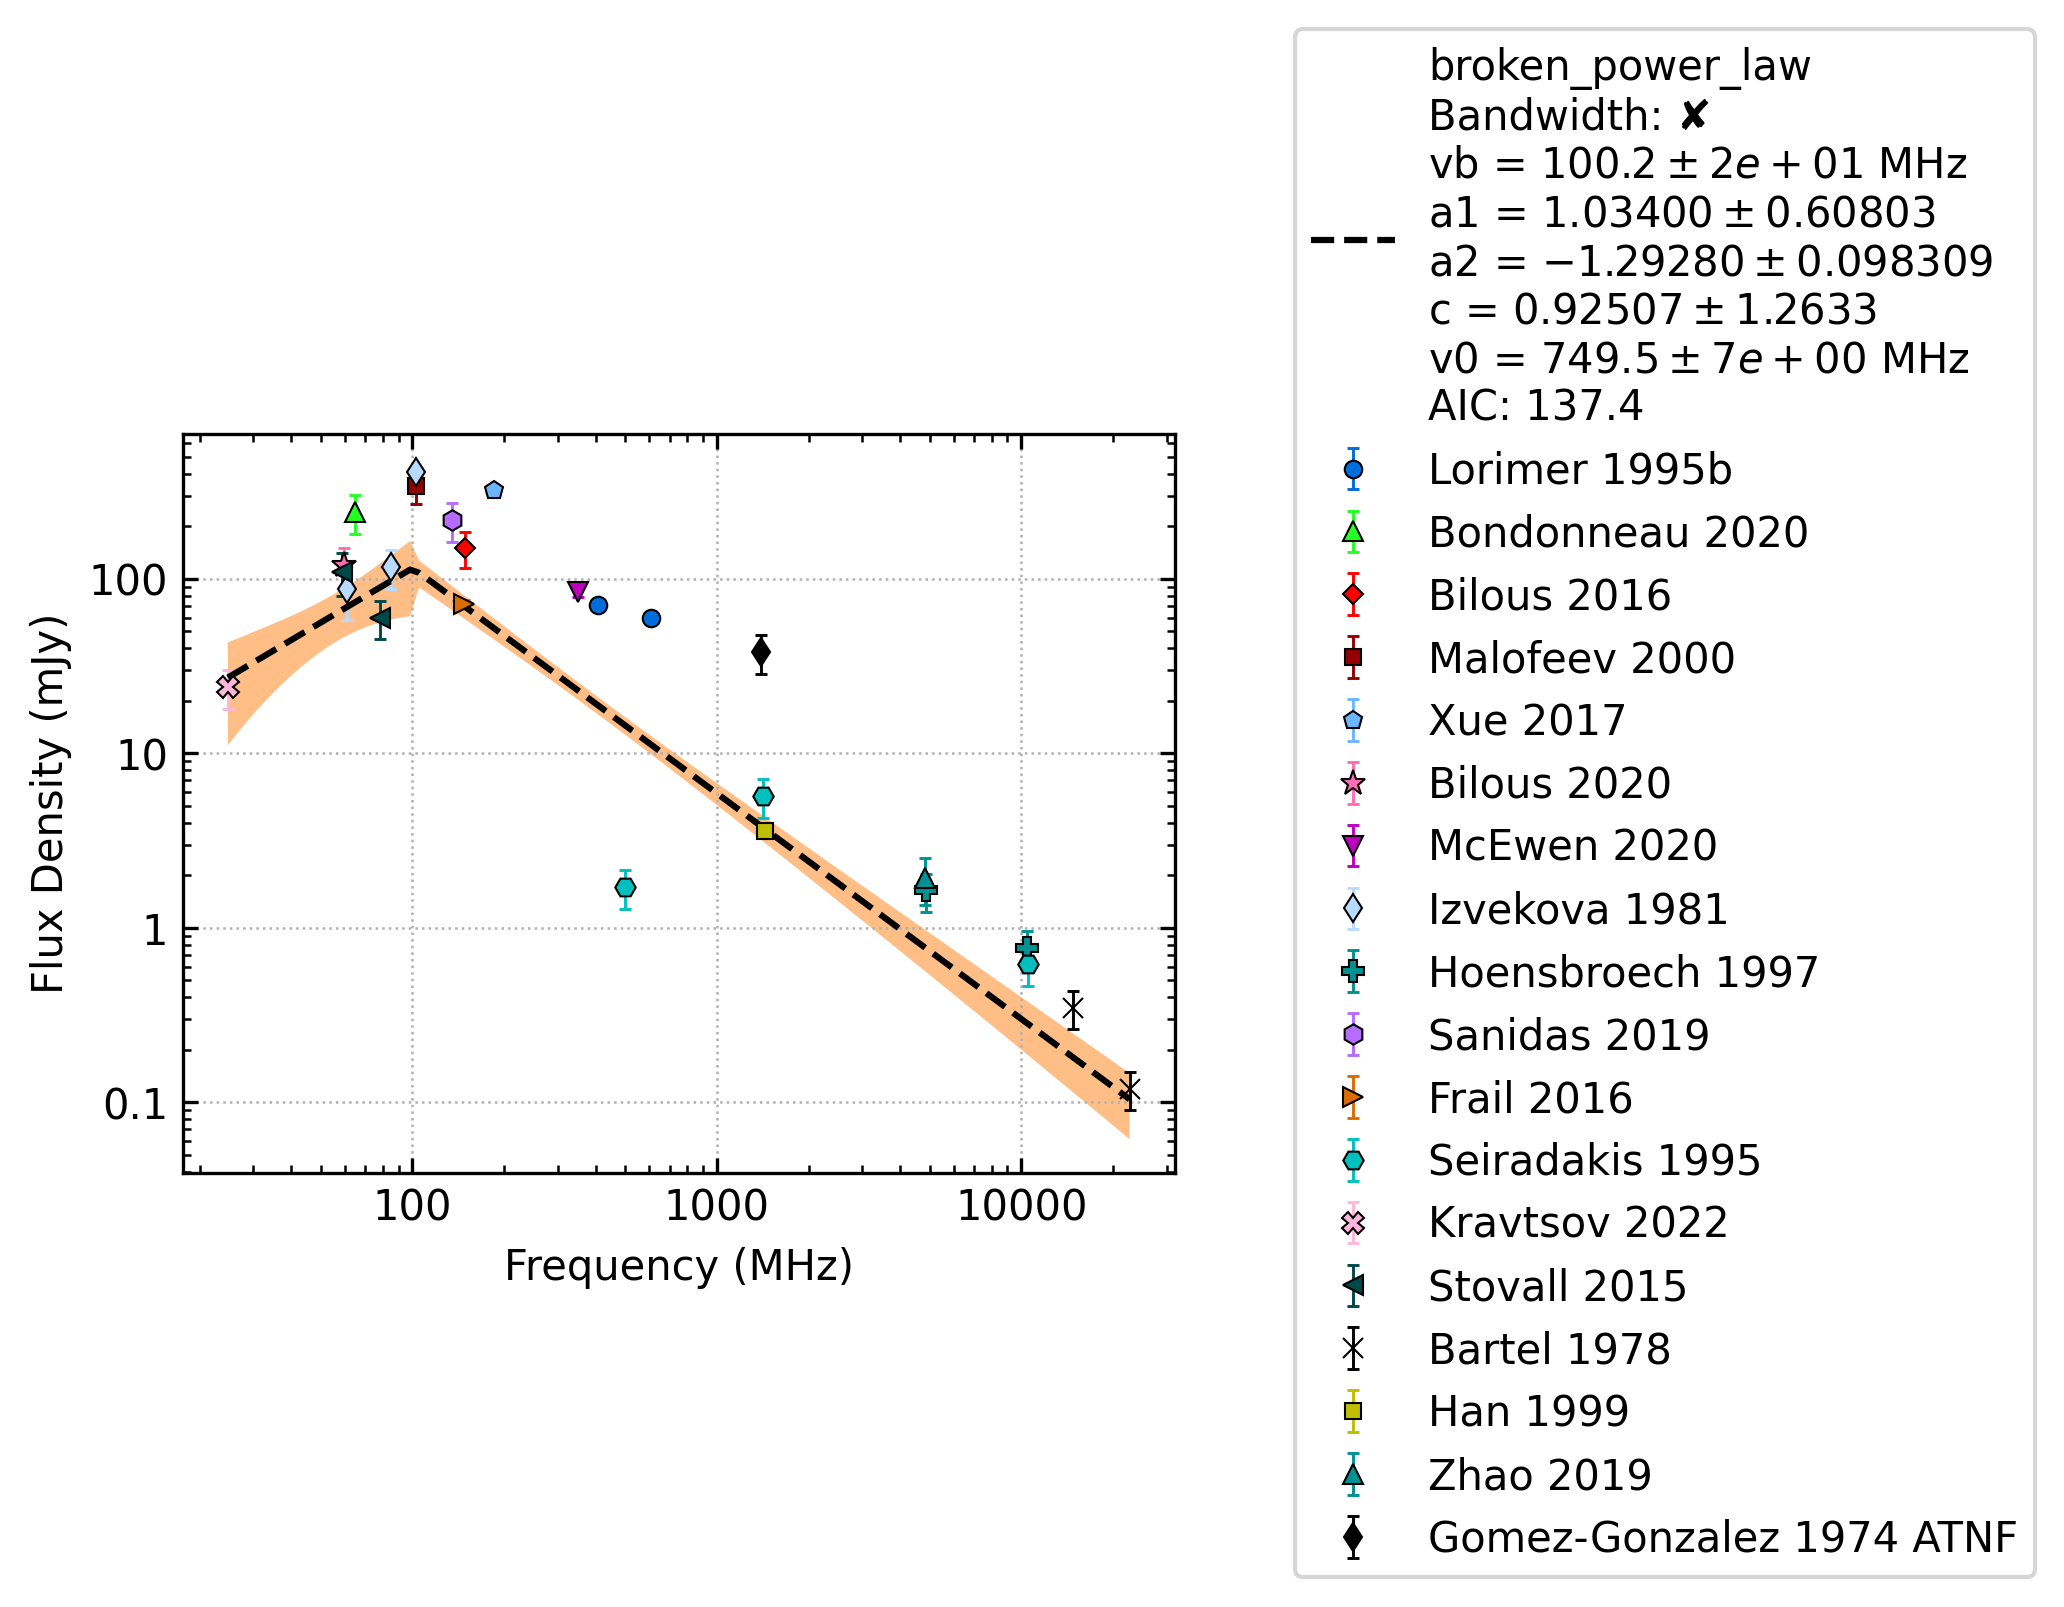 broken_power_law
Bandwidth: ✘
vb = 100.2 ± 2e + 01 MHz
a1 = 1.03400 ± 0.60803
a2 = −1.29280 ± 0.098309
c = 0.92507 ± 1.2633
v0 = 749.5 ± 7e + 00 MHz
AIC: 137.4
Lorimer 1995b
Bondonneau 2020
Bilous 2016
Malofeev 2000
Xue 2017
Bilous 2020
McEwen 2020
Izvekova 1981
Hoensbroech 1997
Sanidas 2019
Frail 2016
Seiradakis 1995
Kravtsov 2022
Stovall 2015
Bartel 1978
Han 1999
Zhao 2019
Gomez-Gonzalez 1974 ATNF
Flux Density (mJy)
100
10
1
0.1
100 1000 10000
Frequency (MHz)